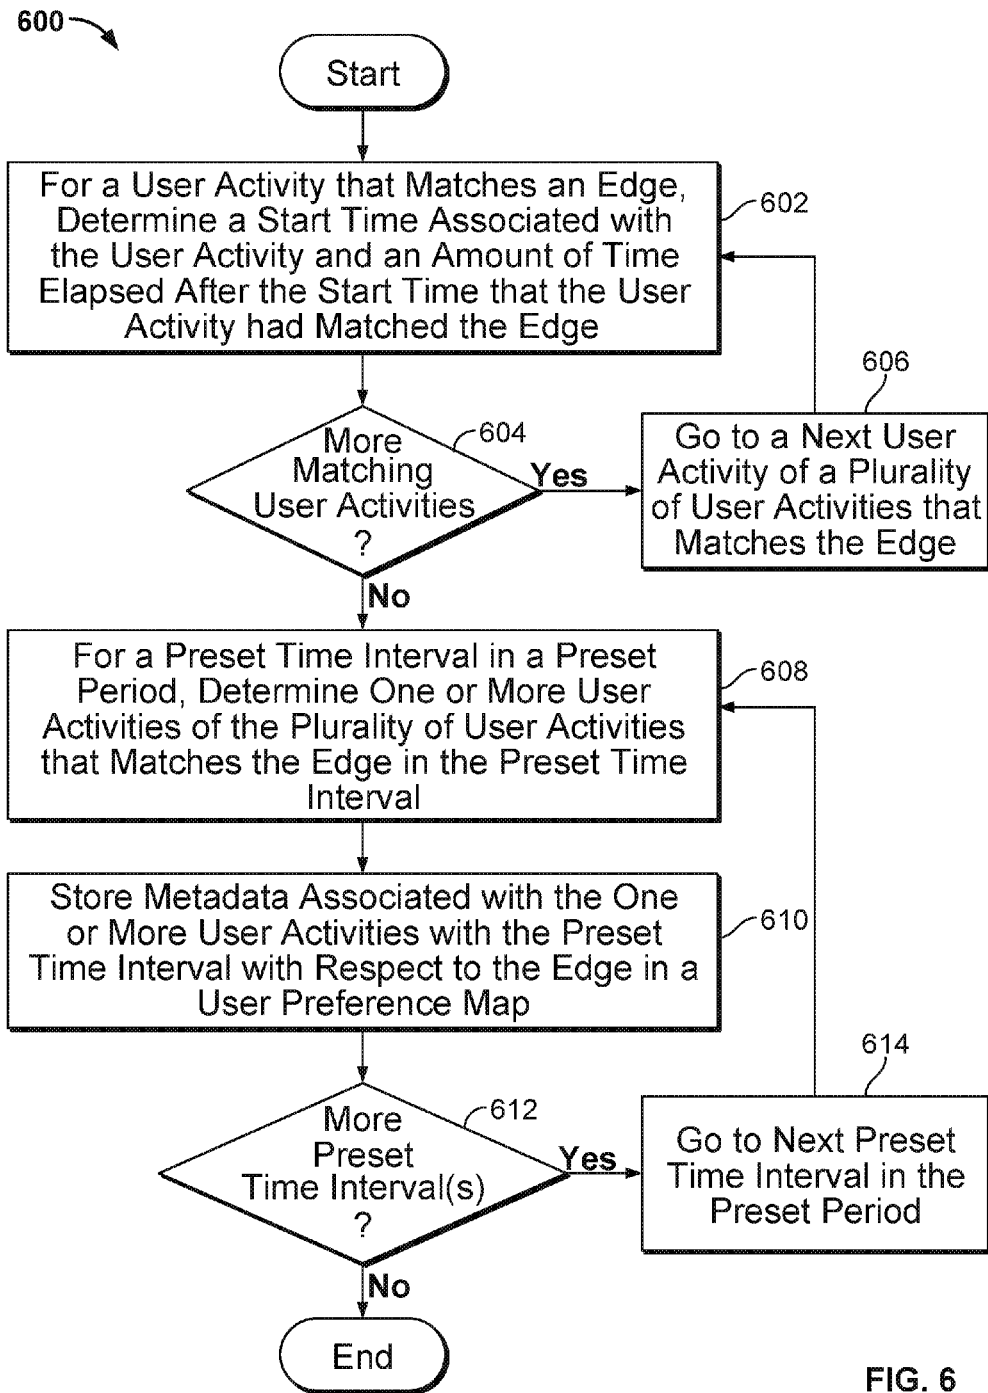 600
Start
For a User Activity that Matches an Edge,
Determine a Start Time Associated with
the User Activity and an Amount of Time
Elapsed After the Start Time that the User
Activity had Matched the Edge
602
More
Matching
User Activities
?
604
Yes
606
Go to a Next User
Activity of a Plurality
of User Activities that
Matches the Edge
No
For a Preset Time Interval in a Preset
Period, Determine One or More User
Activities of the Plurality of User Activities
that Matches the Edge in the Preset Time
Interval
608
Store Metadata Associated with the One
or More User Activities with the Preset
Time Interval with Respect to the Edge in a
User Preference Map
610
More
Preset
Time Interval(s)
?
612
Yes
614
Go to Next Preset
Time Interval in the
Preset Period
No
End
FIG. 6